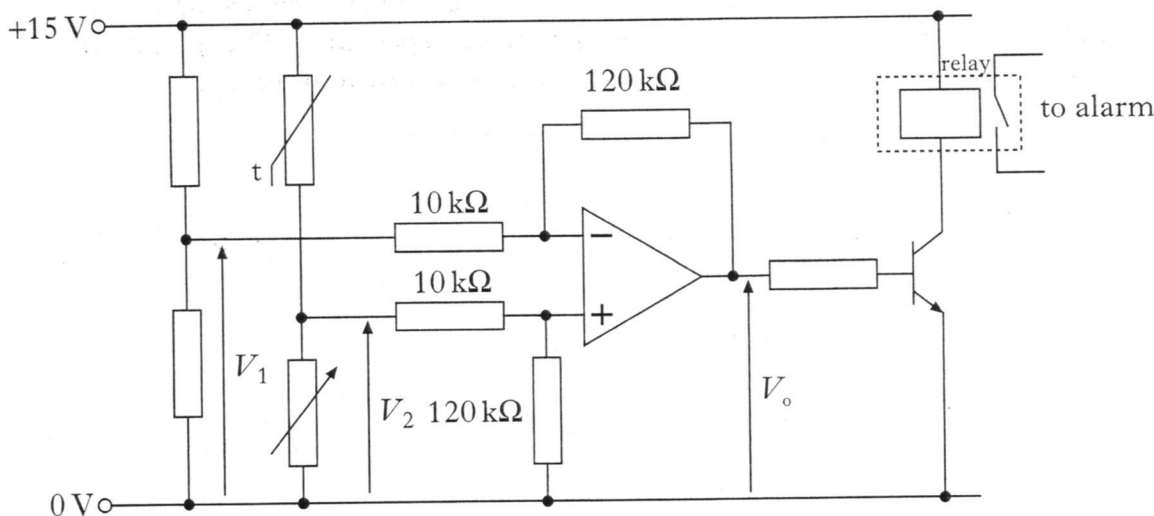 +15 V
relay
120 kΩ
to alarm
t
10 kΩ
−
10 kΩ
+
V1
V2
120 kΩ
Vo
0 V